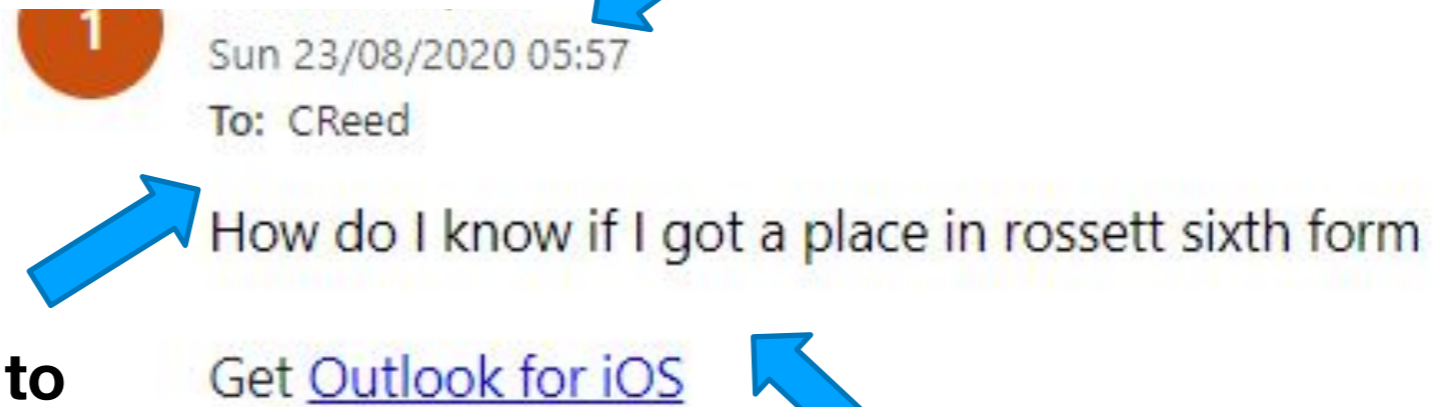 1
Sun 23/08/2020 05:57
To: CReed
How do I know if I got a place in rossett sixth form
to
Get Outlook for iOS